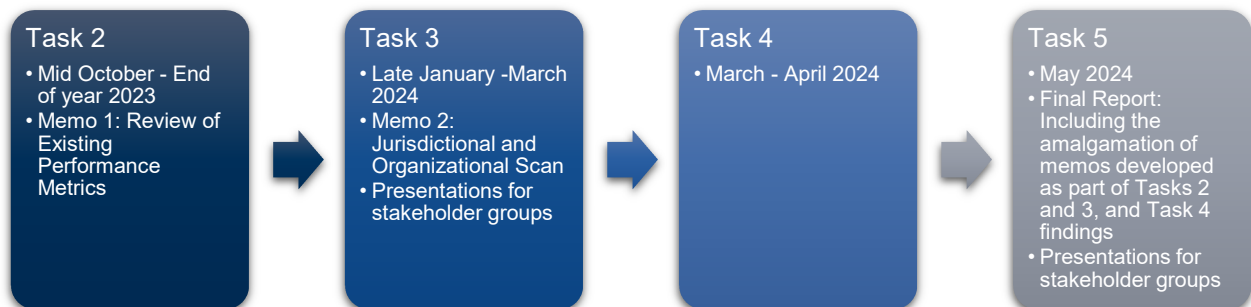 Task 2
• Mid October - End
of year 2023
• Memo 1: Review of
Existing
Performance
Metrics
Task 3
• Late January -March
2024
• Memo 2:
Jurisdictional and
Organizational Scan
• Presentations for
stakeholder groups
Task 4
• March - April 2024
Task 5
• May 2024
• Final Report:
Including the
amalgamation of
memos developed
as part of Tasks 2
and 3, and Task 4
findings
• Presentations for
stakeholder groups